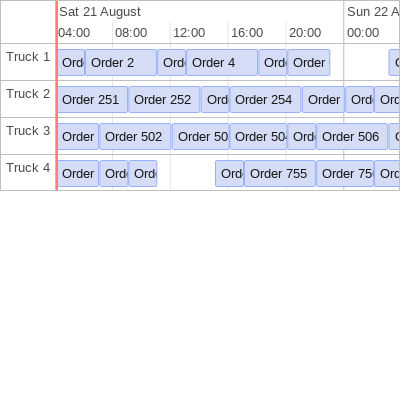 Sat 21 August Sun 22 A
04:00 08:00 12:00 16:00 20:00 00:00
Truck 1 Ord Order 2 Ord Order 4 Ord Order
Truck 2 Order 251 Order 252 Ord Order 254 Order Ord Ord
Truck 3 Order Order 502 Order 50 Order 504 Ord Order 506
Truck 4 Order Ord Ord Ord Order 755 Order 75 Ord